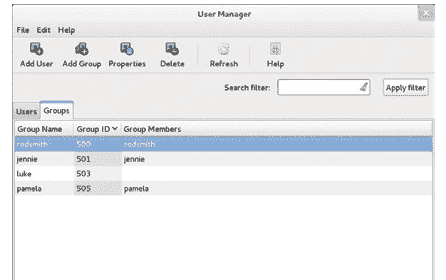 User Manager
File Edit Help
Add User Add Group Properties Delete Refresh Help
Search filter: Apply filter
Users Groups
Group Name Group ID Group Members
rodsmith 500 rodsmith
jennie 501 jennie
luke 503
pamela 505 pamela